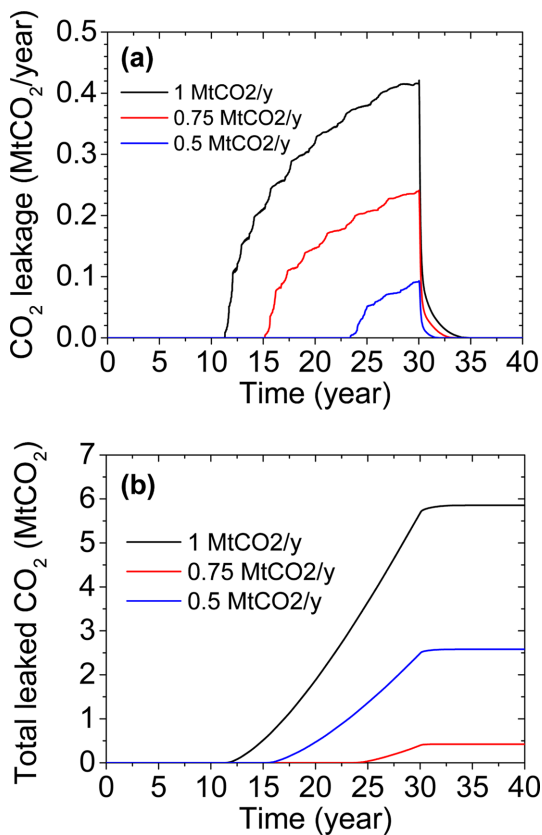 (a)
1 MtCO2/y
0.75 MtCO2/y
0.5 MtCO2/y
CO2 leakage (MtCO2/year)
0.5
0.4
0.3
0.2
0.1
0.0
0 5 10 15 20 25 30 35 40
Time (year)
(b)
1 MtCO2/y
0.75 MtCO2/y
0.5 MtCO2/y
Total leaked CO2 (MtCO2)
7
6
5
4
3
2
1
0
0 5 10 15 20 25 30 35 40
Time (year)